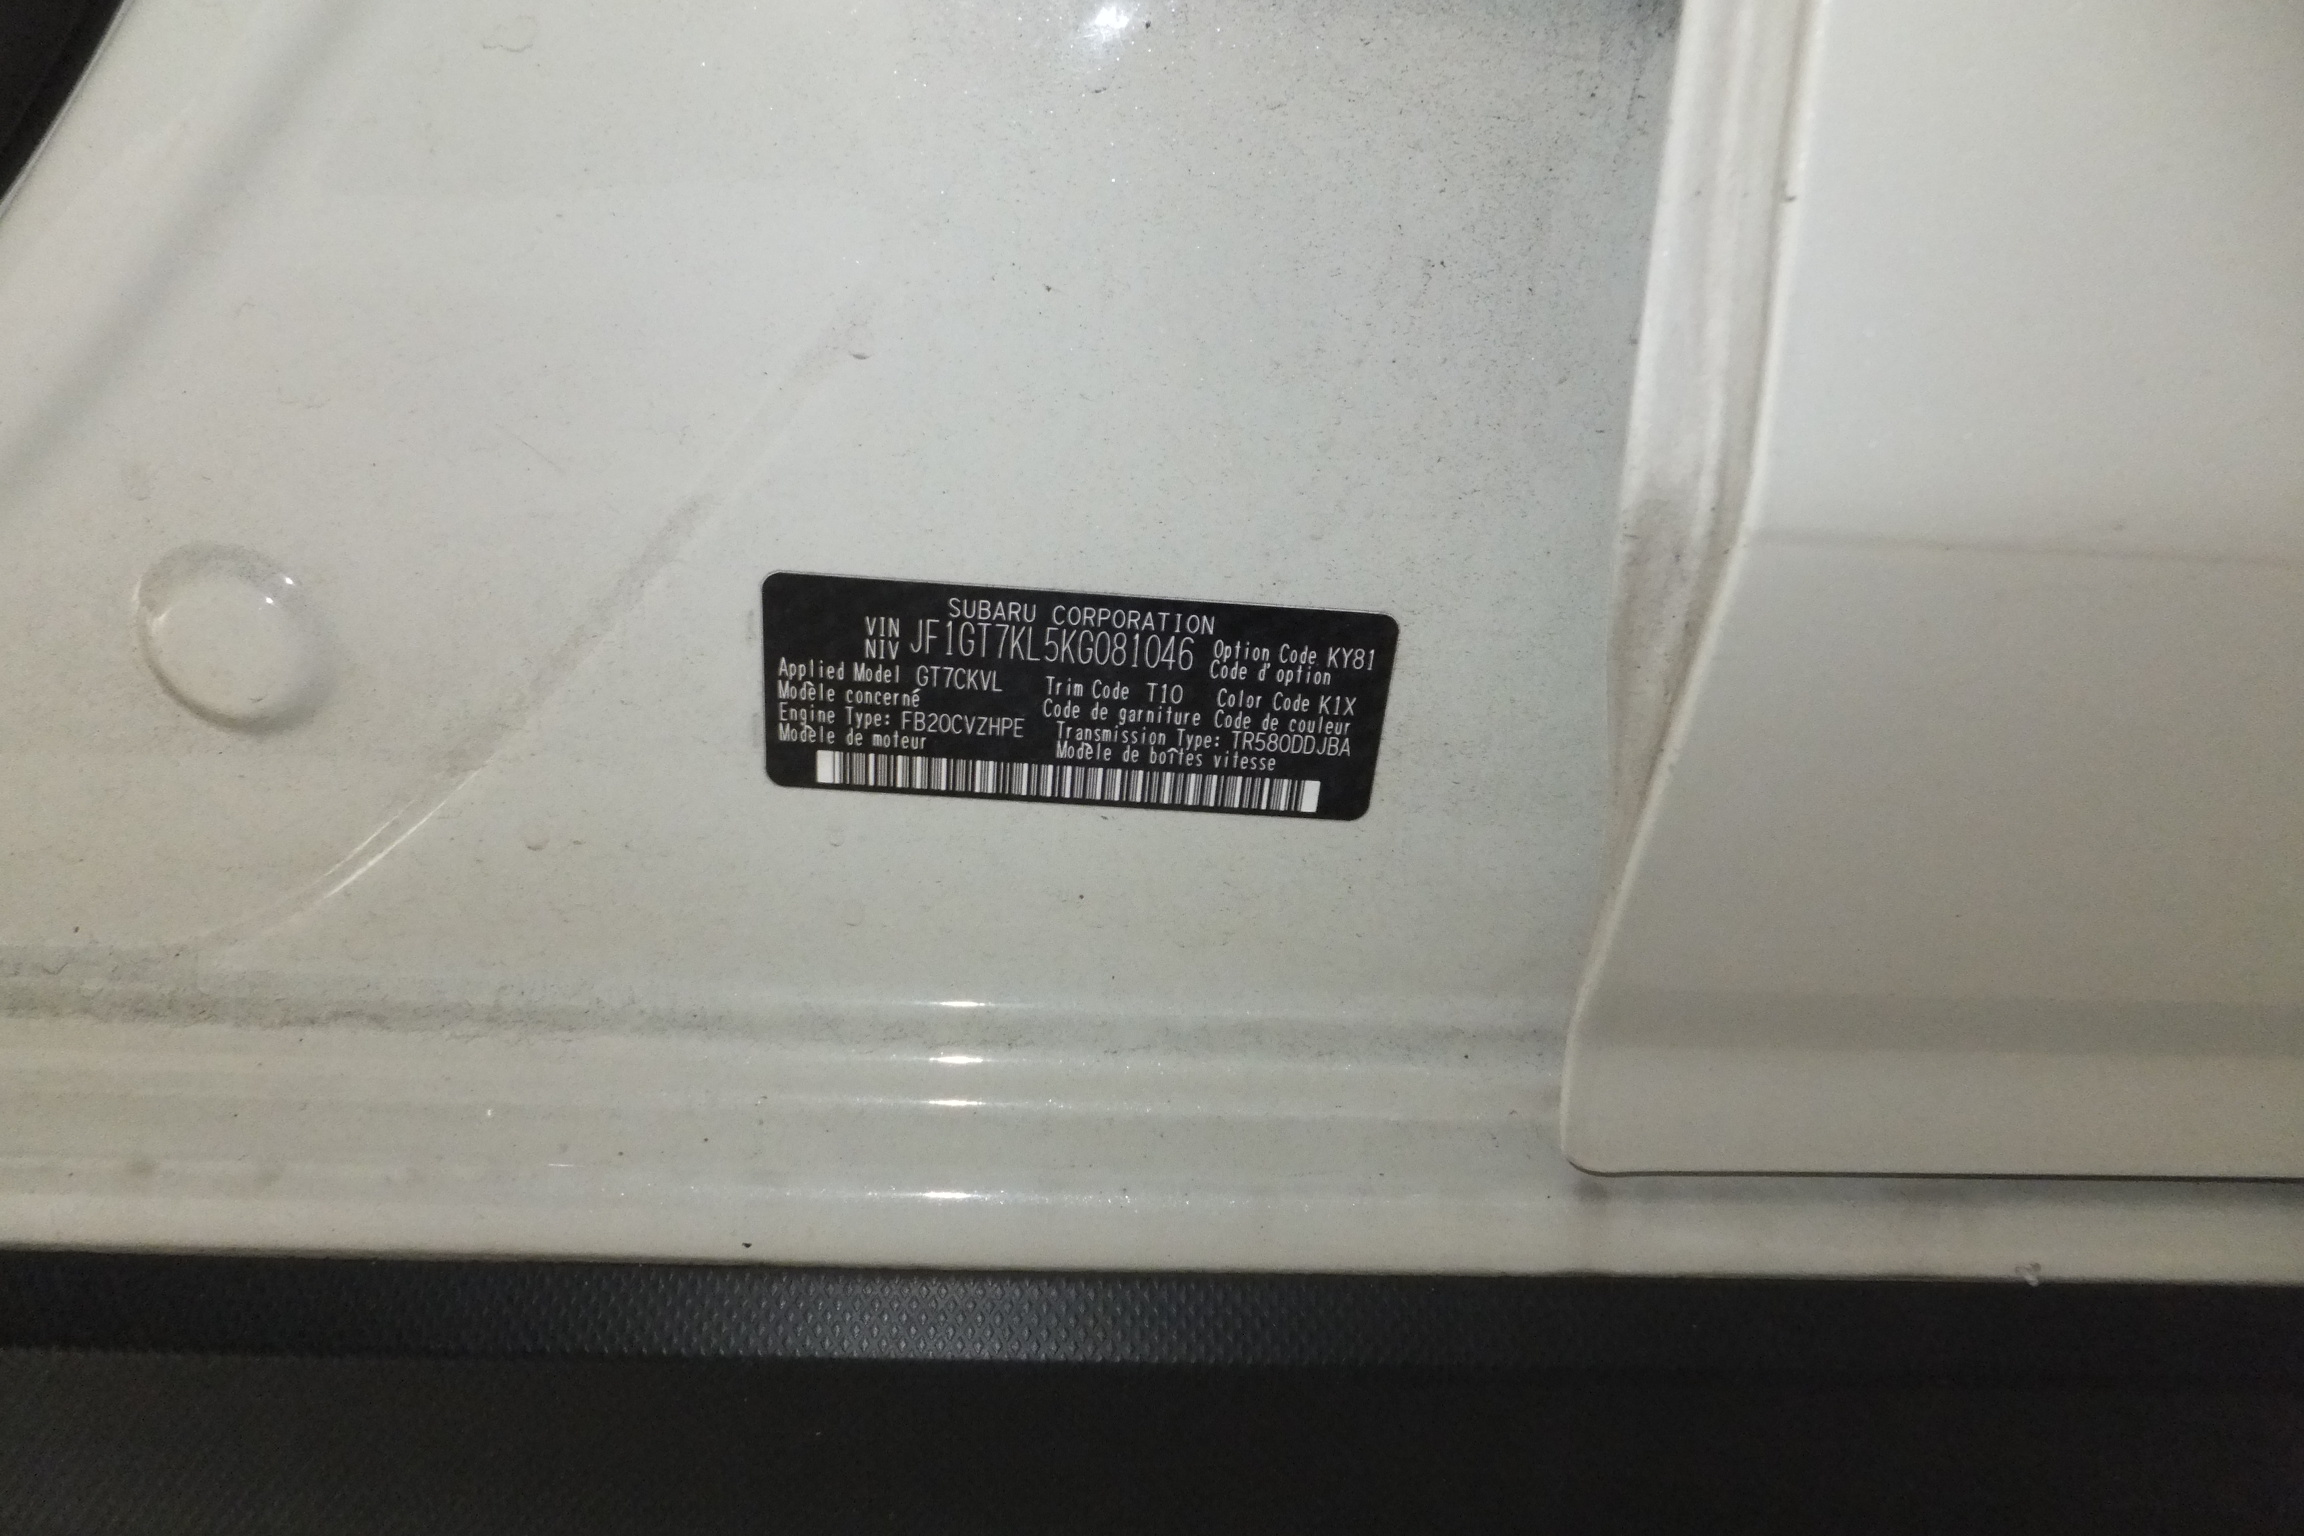 SUBARU CORPORATION
VIN
NIV JF1GT7KL5KG081046 Option Code KY81
Code d'option
Applied Model GT7CKVL Trim Code T10 Color Code K1X
Modèle concerné Code de garniture Code de couleur
Engine Type: FB20CVZHPE Transmission Type: TR580DDJBA
Modèle de moteur Modèle de boîtes vitesse